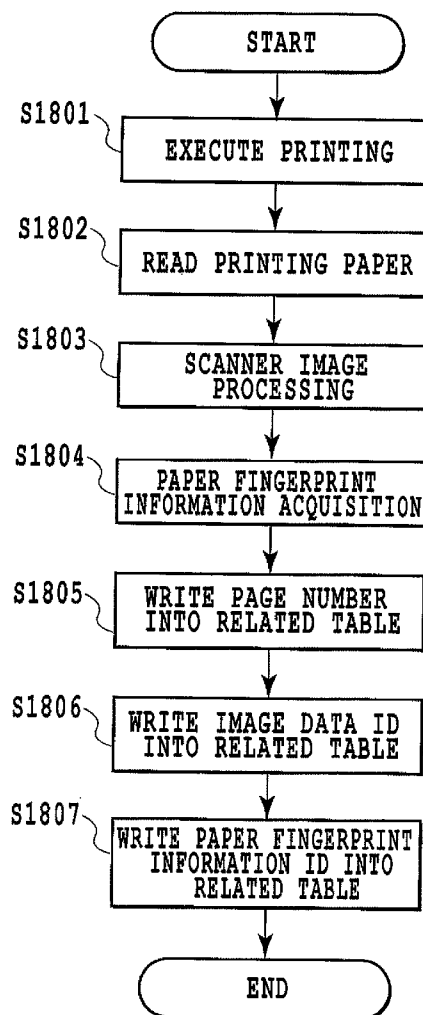 START
S1801
EXECUTE PRINTING
S1802
READ PRINTING PAPER
S1803
SCANNER IMAGE
PROCESSING
S1804
PAPER FINGERPRINT
INFORMATION ACQUISITION
S1805
WRITE PAGE NUMBER
INTO RELATED TABLE
S1806
WRITE IMAGE DATA ID
INTO RELATED TABLE
S1807
WRITE PAPER FINGERPRINT
INFORMATION ID INTO
RELATED TABLE
END